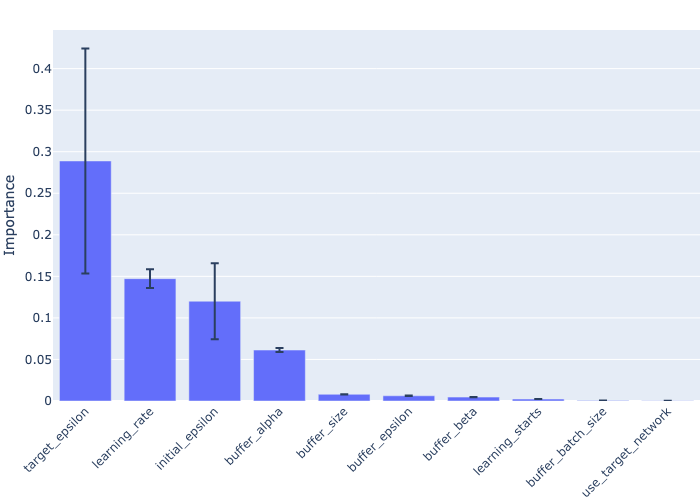 Importance
0.4
0.35
0.3
0.25
0.2
0.15
0.1
0.05
0
target_epsilon
learning_rate
initial_epsilon
buffer_alpha
buffer_size
buffer_epsilon
buffer_beta
learning_starts
buffer_batch_size
use_target_network